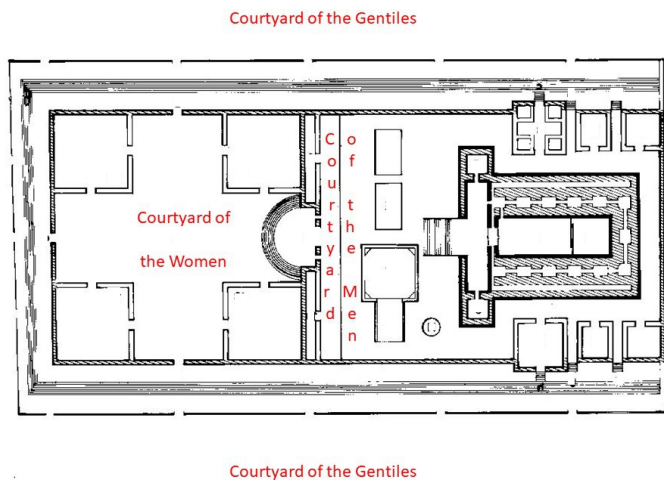 Courtyard of the Gentiles
Courtyard of
the Women
Courtyard
of the Men
Courtyard of the Gentiles